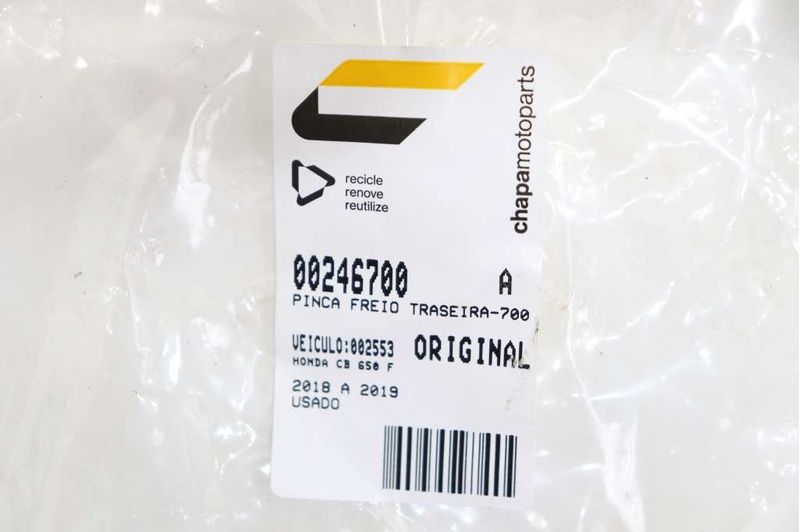 chapamotoparts
recicle
renove
reutilize
00246700 A
PINCA FREIO TRASEIRA-700
VEICULO:002553 ORIGINAL
HONDA CB 650 F
2018 A 2019
USADO